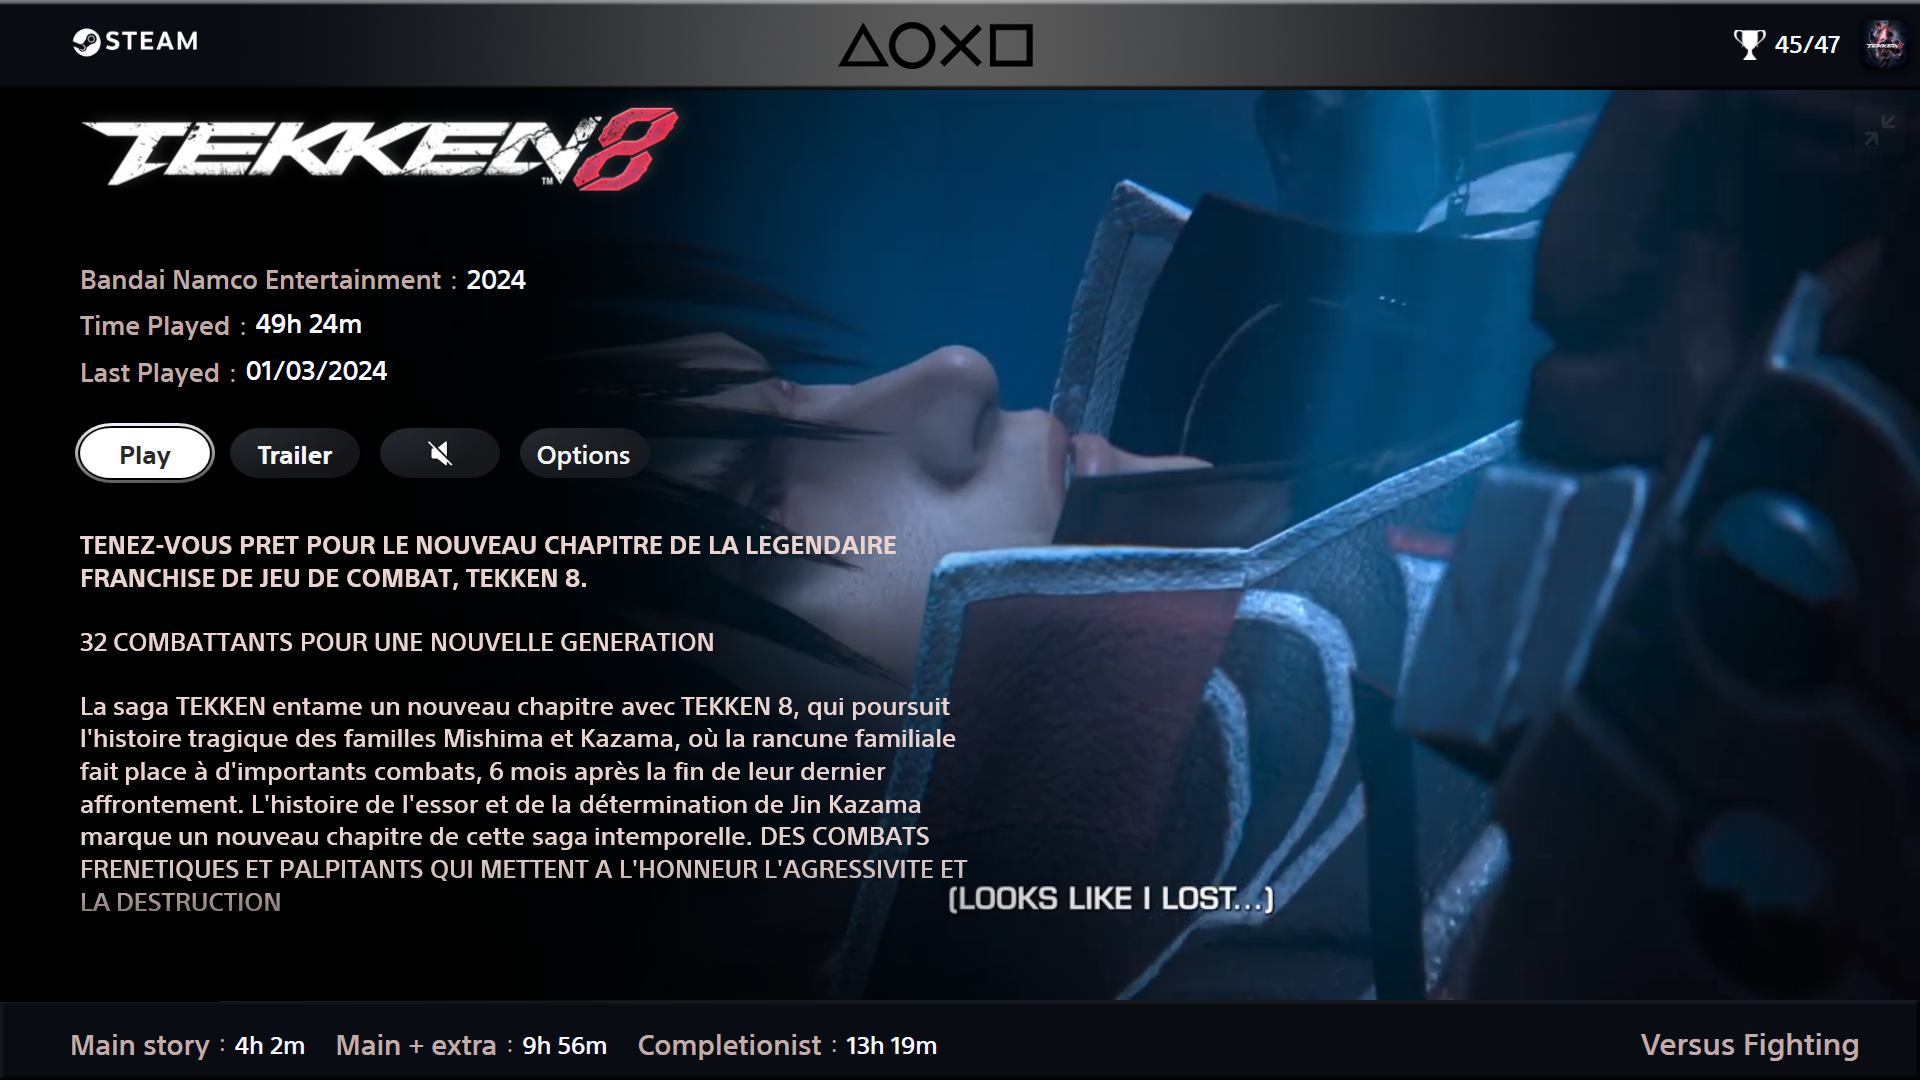 STEAM
45/47
TEKKEN 8
TM
Bandai Namco Entertainment : 2024
Time Played : 49h 24m
Last Played : 01/03/2024
Play
Trailer
Options
TENEZ-VOUS PRET POUR LE NOUVEAU CHAPITRE DE LA LEGENDAIRE
FRANCHISE DE JEU DE COMBAT, TEKKEN 8.
32 COMBATTANTS POUR UNE NOUVELLE GENERATION
La saga TEKKEN entame un nouveau chapitre avec TEKKEN 8, qui poursuit
l'histoire tragique des familles Mishima et Kazama, où la rancune familiale
fait place à d'importants combats, 6 mois après la fin de leur dernier
affrontement. L'histoire de l'essor et de la détermination de Jin Kazama
marque un nouveau chapitre de cette saga intemporelle. DES COMBATS
FRENETIQUES ET PALPITANTS QUI METTENT A L'HONNEUR L'AGRESSIVITE ET
LA DESTRUCTION
(LOOKS LIKE I LOST...)
Main story : 4h 2m
Main + extra : 9h 56m
Completionist : 13h 19m
Versus Fighting